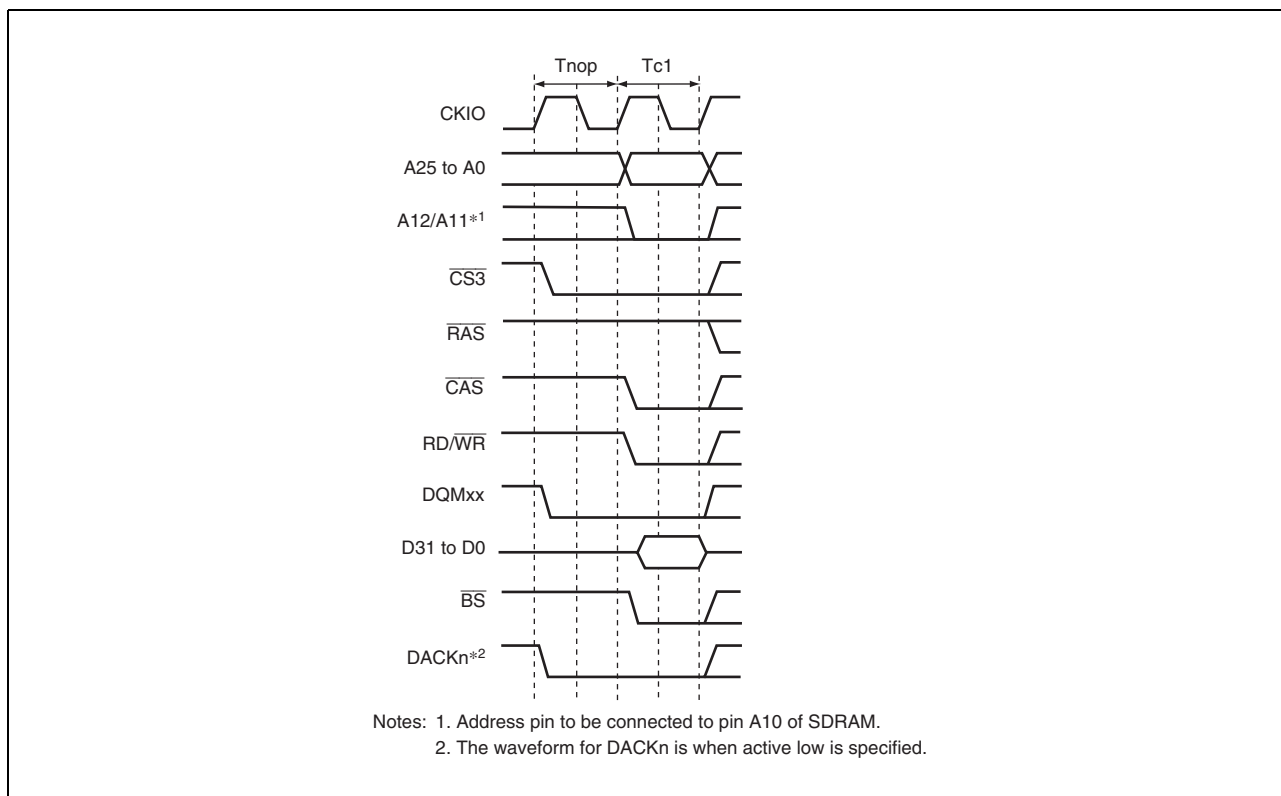 Tnop Tc1
CKIO
A25 to A0
A12/A11*1
CS3
RAS
CAS
RD/WR
DQMxx
D31 to D0
BS
DACKn*2
Notes: 1. Address pin to be connected to pin A10 of SDRAM.
2. The waveform for DACKn is when active low is specified.